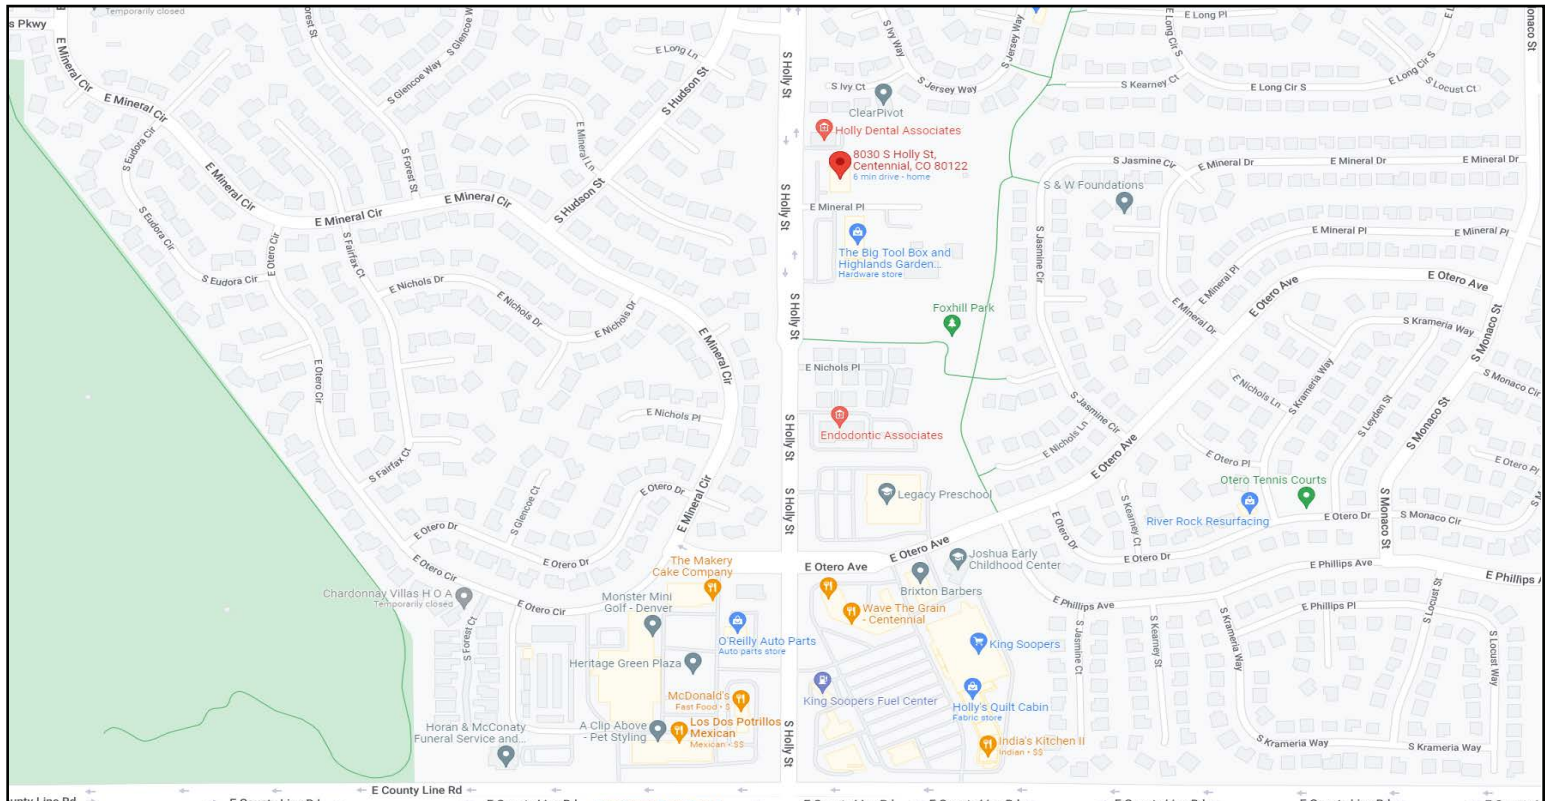 s Pkwy
Temporarily closed
E Mineral Cir
S Forest St
S Glencoe Way
S Glencoe Way
E Long Ln
S Hudson St
S Holly St
S Ivy Way
S Jersey Way
E Long Pl
E Long Cir S
S Monaco St
S Ivy Ct
S Jersey Way
S Kearney Ct
E Long Cir S
E Long Cir S
S Locust Ct
ClearPivot
E Mineral Cir
S Eudora Cir
S Forest St
E Mineral Ln
Holly Dental Associates
8030 S Holly St,
Centennial, CO 80122
6 min drive - home
S Jasmine Cir
E Mineral Dr
E Mineral Dr
E Mineral Dr
S & W Foundations
E Mineral Cir
E Mineral Cir
E Mineral Cir
S Hudson St
S Holly St
E Mineral Pl
S Eudora Cir
S Eudora Cir
E Otero Cir
S Fairfax Ct
The Big Tool Box and
Highlands Garden...
Hardware store
S Jasmine Cir
E Mineral Pl
E Mineral Pl
E Mineral Pl
E Otero Ave
E Otero Ave
E Mineral Dr
E Nichols Dr
E Nichols Dr
E Nichols Dr
S Holly St
Foxhill Park
S Krameria Way
S Monaco St
E Mineral Cir
E Otero Cir
E Nichols Pl
E Nichols Ln
S Krameria Way
S Monaco Cir
E Nichols Pl
S Holly St
Endodontic Associates
S Jasmine Cir
E Nichols Ln
E Otero Ave
S Leyden St
S Monaco St
S Fairfax Ct
E Otero Pl
E Otero Pl
Otero Tennis Courts
E Otero Dr
S Glencoe Ct
E Mineral Cir
S Holly St
Legacy Preschool
S Kearney Ct
River Rock Resurfacing
E Otero Dr
S Monaco St
S Monaco Cir
E Otero Dr
E Otero Dr
E Otero Cir
E Otero Ave
E Otero Ave
Joshua Early
Childhood Center
E Otero Dr
E Otero Dr
E Phillips Ave
E Phillips
The Makery
Cake Company
Brixton Barbers
Chardonnay Villas H O A
Temporarily closed
E Otero Cir
Monster Mini
Golf - Denver
Wave The Grain
- Centennial
E Phillips Ave
E Phillips Pl
S Locust St
S Forest Ct
O'Reilly Auto Parts
Auto parts store
King Soopers
S Jasmine Ct
S Kearney St
S Krameria Way
S Locust Way
Heritage Green Plaza
McDonald's
Fast Food - $
King Soopers Fuel Center
Holly's Quilt Cabin
Fabric store
Horan & McConaty
Funeral Service and...
A Clip Above
- Pet Styling
Los Dos Potrillos
Mexican
Mexican - $$
S Holly St
India's Kitchen II
Indian - $$
S Krameria Way
S Krameria Way
E County Line Rd